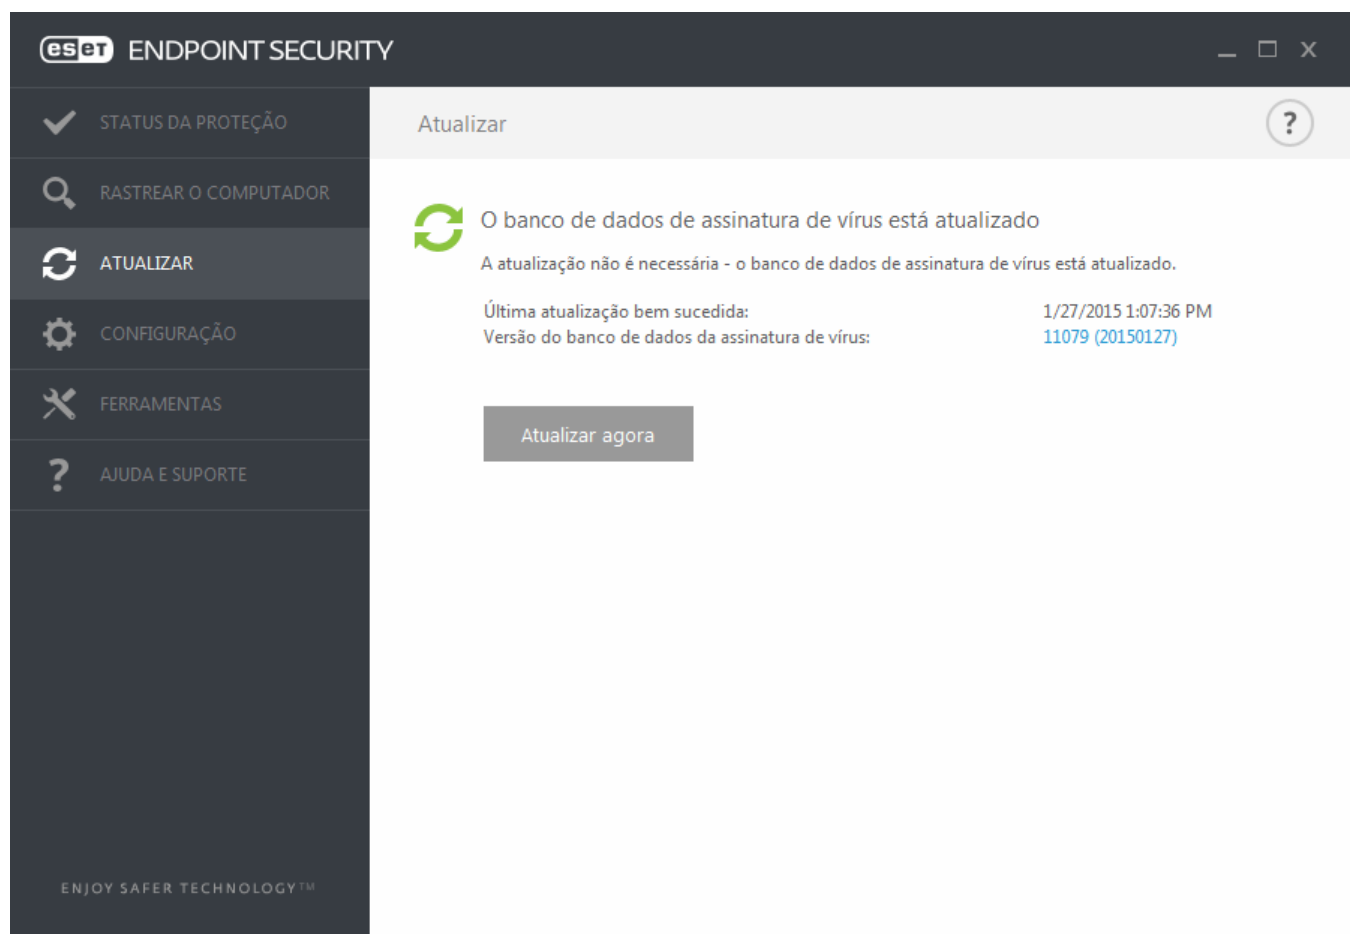 eset ENDPOINT SECURITY
STATUS DA PROTEÇÃO
RASTREAR O COMPUTADOR
ATUALIZAR
CONFIGURAÇÃO
FERRAMENTAS
AJUDA E SUPORTE
ENJOY SAFER TECHNOLOGY™
Atualizar
?
O banco de dados de assinatura de vírus está atualizado
A atualização não é necessária - o banco de dados de assinatura de vírus está atualizado.
Última atualização bem sucedida: 1/27/2015 1:07:36 PM
Versão do banco de dados da assinatura de vírus: 11079 (20150127)
Atualizar agora